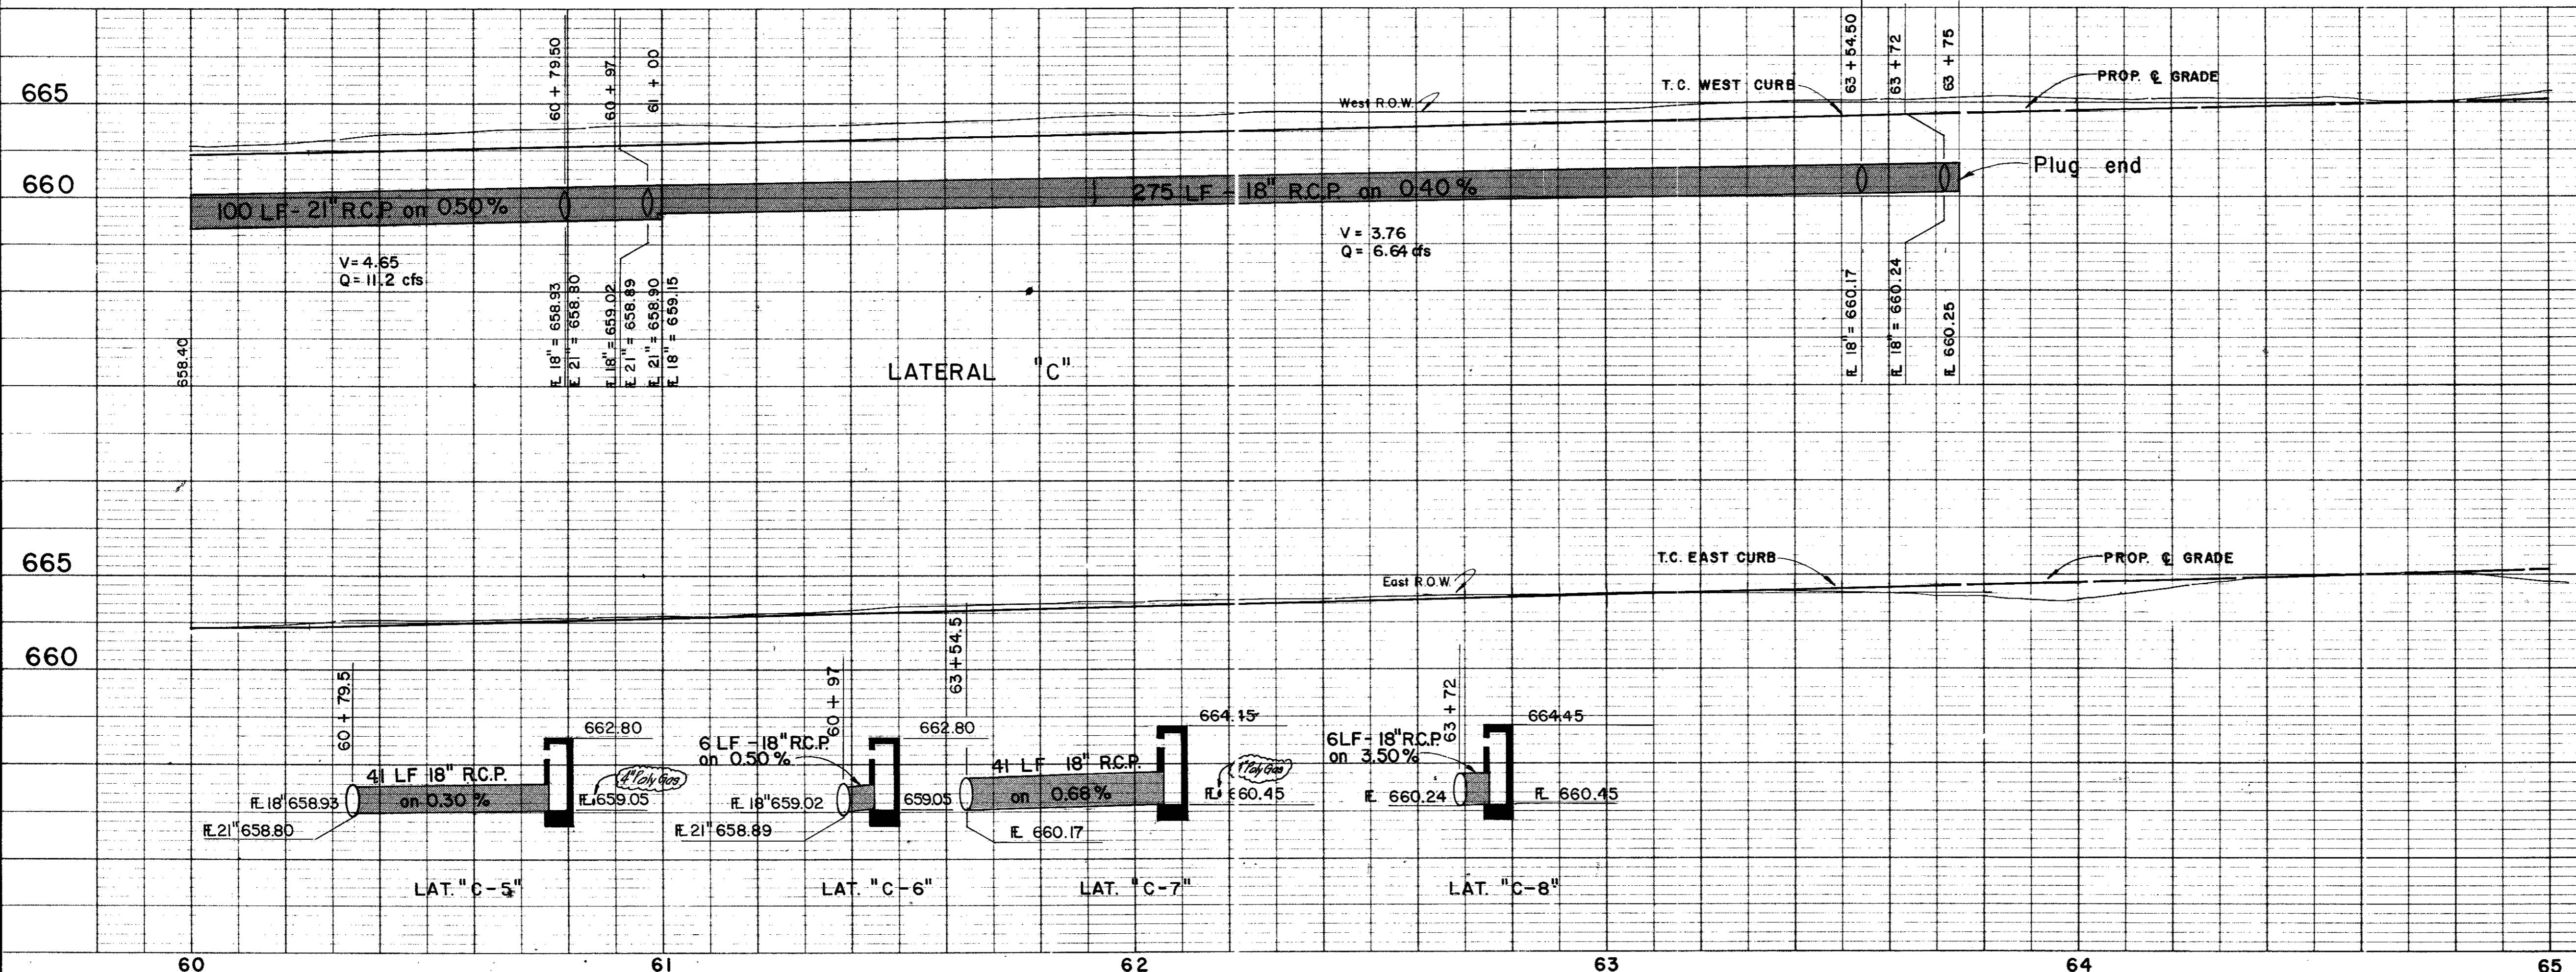 665
660
60 + 79.50
60 + 97
61 + 00
West R.O.W.
T.C. WEST CURB
63 + 54.50
63 + 72
63 + 75
PROP. ℄ GRADE
Plug end
100 LF - 21" R.C.P. on 0.50 %
275 LF - 18" R.C.P. on 0.40 %
V = 4.65
Q = 11.2 cfs
V = 3.76
Q = 6.64 cfs
658.40
FL 18" = 658.93
FL 21" = 658.80
FL 18" = 659.02
FL 21" = 658.89
FL 21" = 658.90
FL 18" = 659.15
LATERAL "C"
FL 18" = 660.17
FL 18" = 660.24
FL 660.25
665
660
East R.O.W.
T.C. EAST CURB
PROP. ℄ GRADE
60 + 79.5
41 LF 18" R.C.P.
on 0.30 %
FL 18" 658.93
FL 21" 658.80
662.80
4" Poly Gas
FL 659.05
LAT. "C-5"
60 + 97
6 LF - 18" R.C.P.
on 0.50 %
FL 18" 659.02
FL 21" 658.89
662.80
659.05
LAT. "C-6"
63 + 54.5
41 LF 18" R.C.P.
on 0.68 %
FL 660.17
664.15
Poly Gas
FL 660.45
LAT. "C-7"
63 + 72
6 LF - 18" R.C.P.
on 3.50 %
FL 660.24
664.45
FL 660.45
LAT. "C-8"
60
61
62
63
64
65